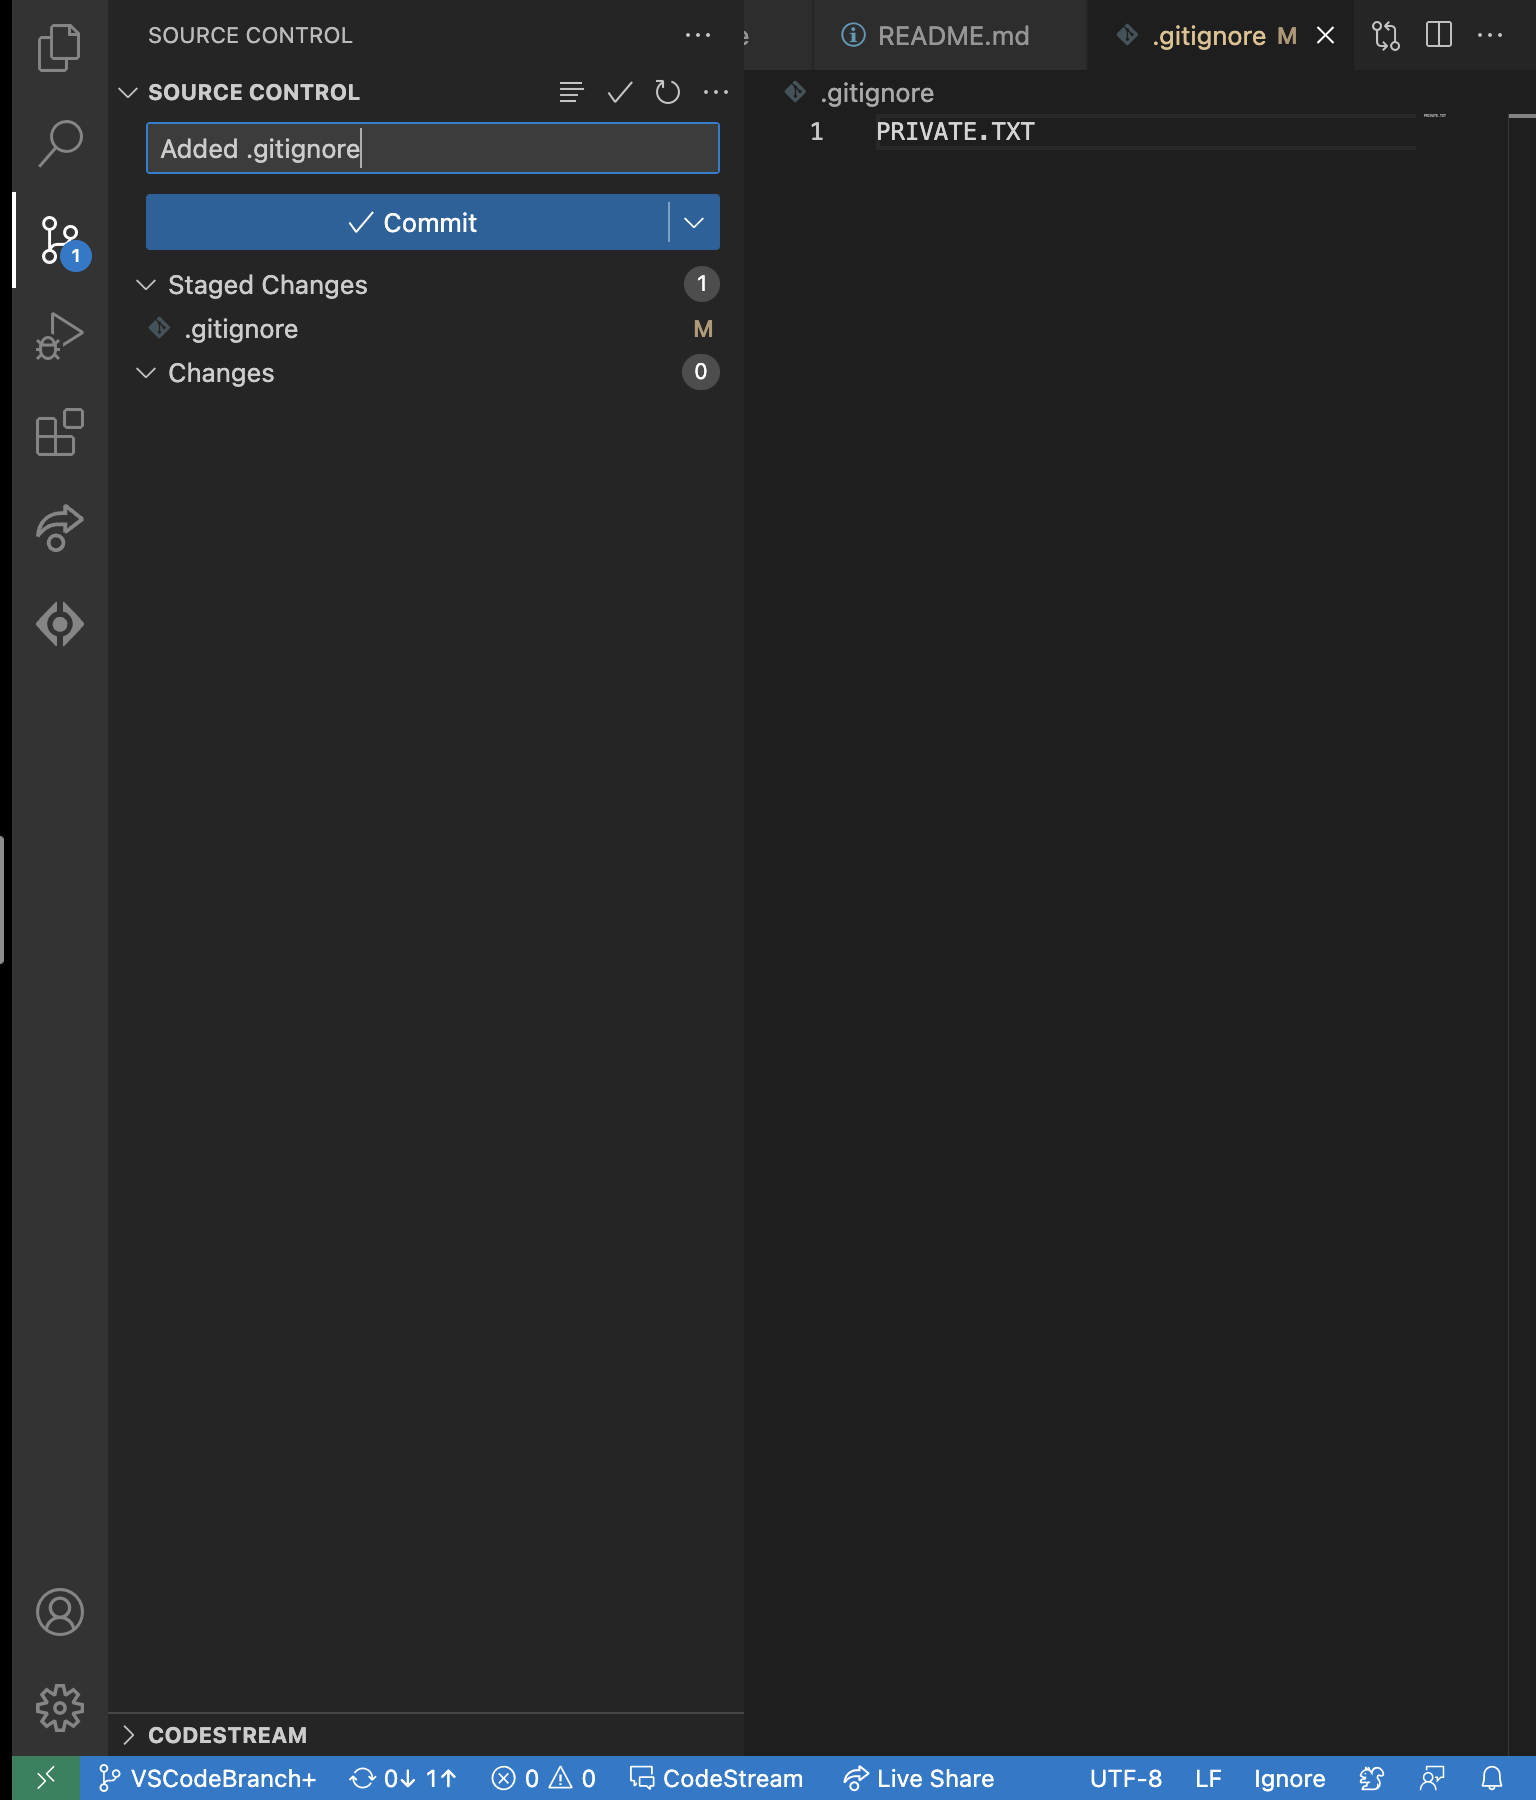 SOURCE CONTROL
SOURCE CONTROL
Added .gitignore
Commit
Staged Changes 1
.gitignore M
Changes 0
CODESTREAM
README.md
.gitignore M
.gitignore
1 PRIVATE.TXT
1
VSCodeBranch+ 0↓ 1↑ 0 0 CodeStream Live Share UTF-8 LF Ignore